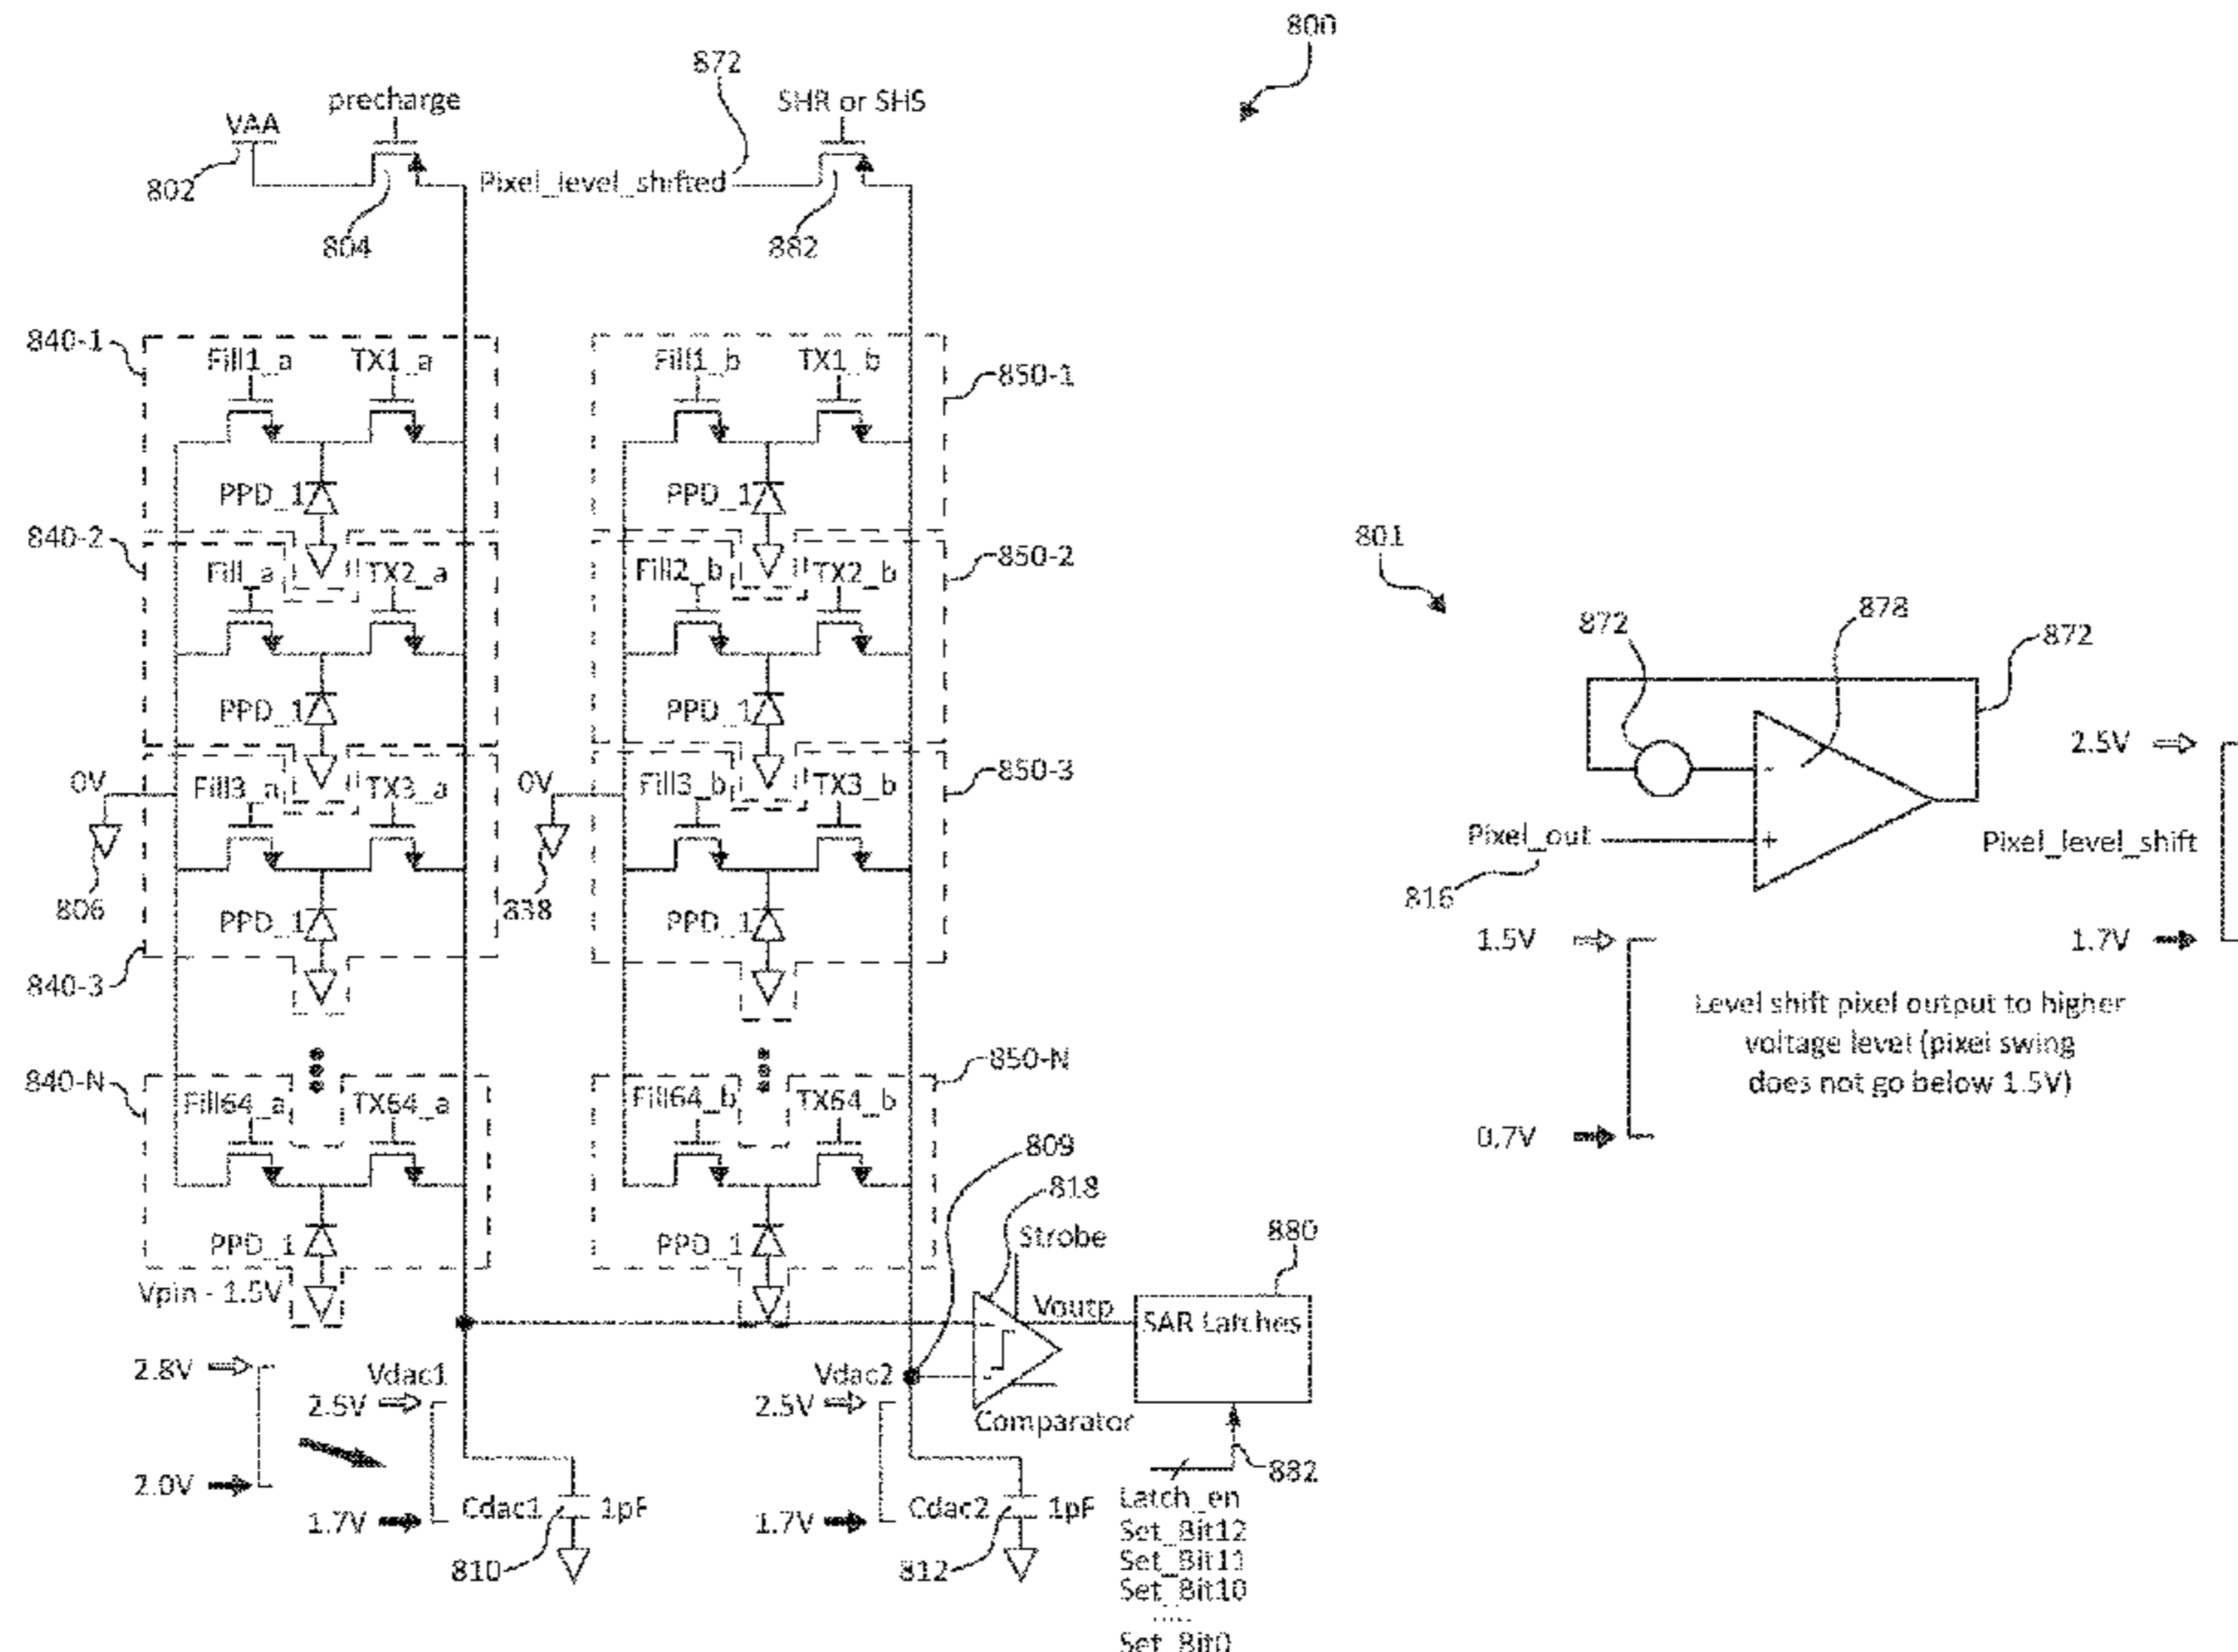 800
872
precharge
SHR or SHS
VAA
802
Pixel_level_shifted
804
882
840-1
Fill1_a
TX1_a
Fill1_b
TX1_b
850-1
PPD_1
PPD_1
840-2
Fill_a
TX2_a
Fill2_b
TX2_b
850-2
801
PPD_1
PPD_1
872
878
872
0V
Fill3_a
TX3_a
0V
Fill3_b
TX3_b
850-3
2.5V
Pixel_out
-
+
Pixel_level_shift
816
806
PPD_1
838
PPD_1
1.5V
1.7V
840-3
Level shift pixel output to higher
voltage level (pixel swing
does not go below 1.5V)
0.7V
840-N
Fill64_a
TX64_a
Fill64_b
TX64_b
850-N
809
818
PPD_1
PPD_1
Strobe
880
Vpin - 1.5V
Voutp
SAR Latches
2.8V
Vdac1
2.5V
Vdac2
2.5V
Comparator
2.0V
1.7V
Cdac1
1pF
1.7V
Cdac2
1pF
882
810
812
Latch_en
Set_Bit12
Set_Bit11
Set_Bit10
.....
Set_Bit0